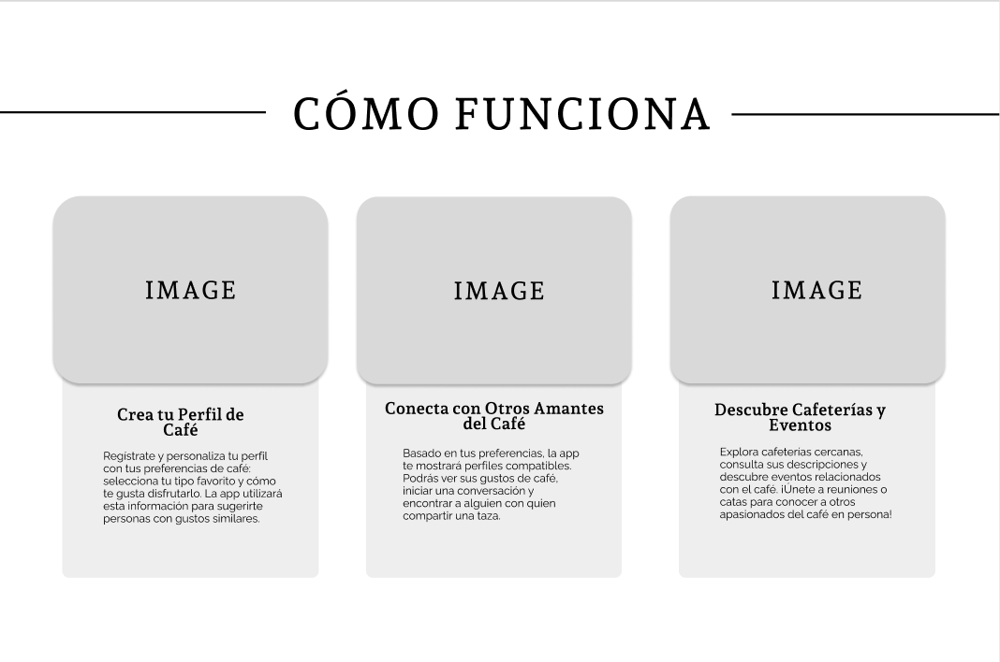 CÓMO FUNCIONA
IMAGE
IMAGE
IMAGE
Crea tu Perfil de
Café
Regístrate y personaliza tu perfil
con tus preferencias de café:
selecciona tu tipo favorito y cómo
te gusta disfrutarlo. La app utilizará
esta información para sugerirte
personas con gustos similares.
Conecta con Otros Amantes
del Café
Basado en tus preferencias, la app
te mostrará perfiles compatibles.
Podrás ver sus gustos de café,
iniciar una conversación y
encontrar a alguien con quien
compartir una taza.
Descubre Cafeterías y
Eventos
Explora cafeterías cercanas,
consulta sus descripciones y
descubre eventos relacionados
con el café. ¡Únete a reuniones o
catas para conocer a otros
apasionados del café en persona!